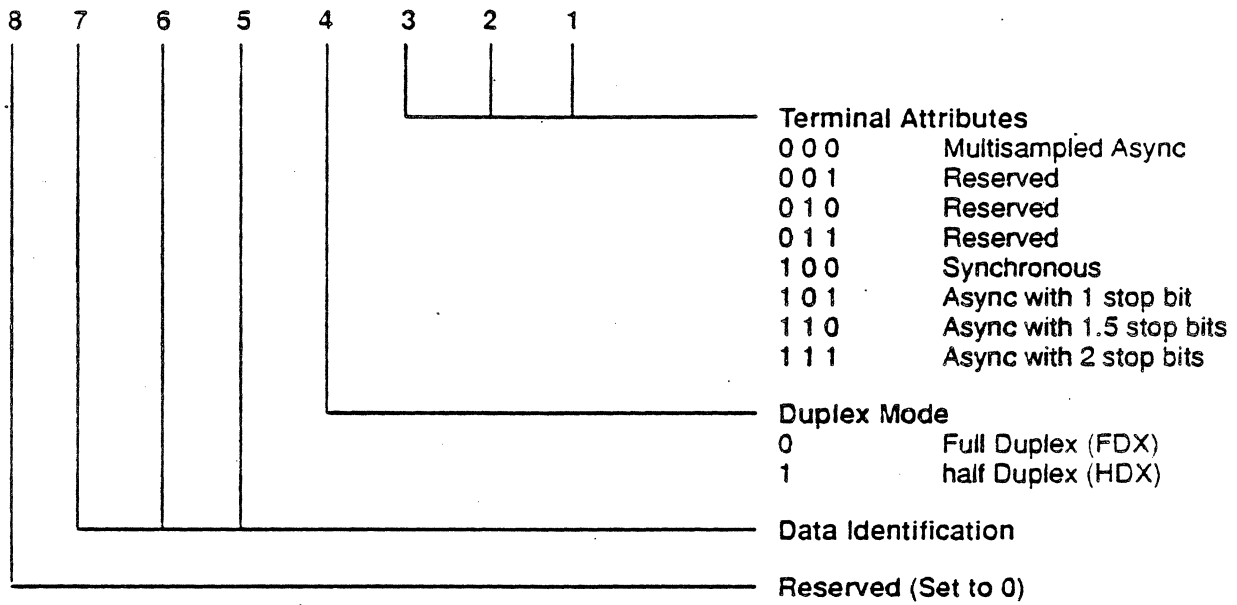 8 7 6 5 4 3 2 1
Terminal Attributes
0 0 0 Multisampled Async
0 0 1 Reserved
0 1 0 Reserved
0 1 1 Reserved
1 0 0 Synchronous
1 0 1 Async with 1 stop bit
1 1 0 Async with 1.5 stop bits
1 1 1 Async with 2 stop bits
Duplex Mode
0 Full Duplex (FDX)
1 half Duplex (HDX)
Data Identification
Reserved (Set to 0)